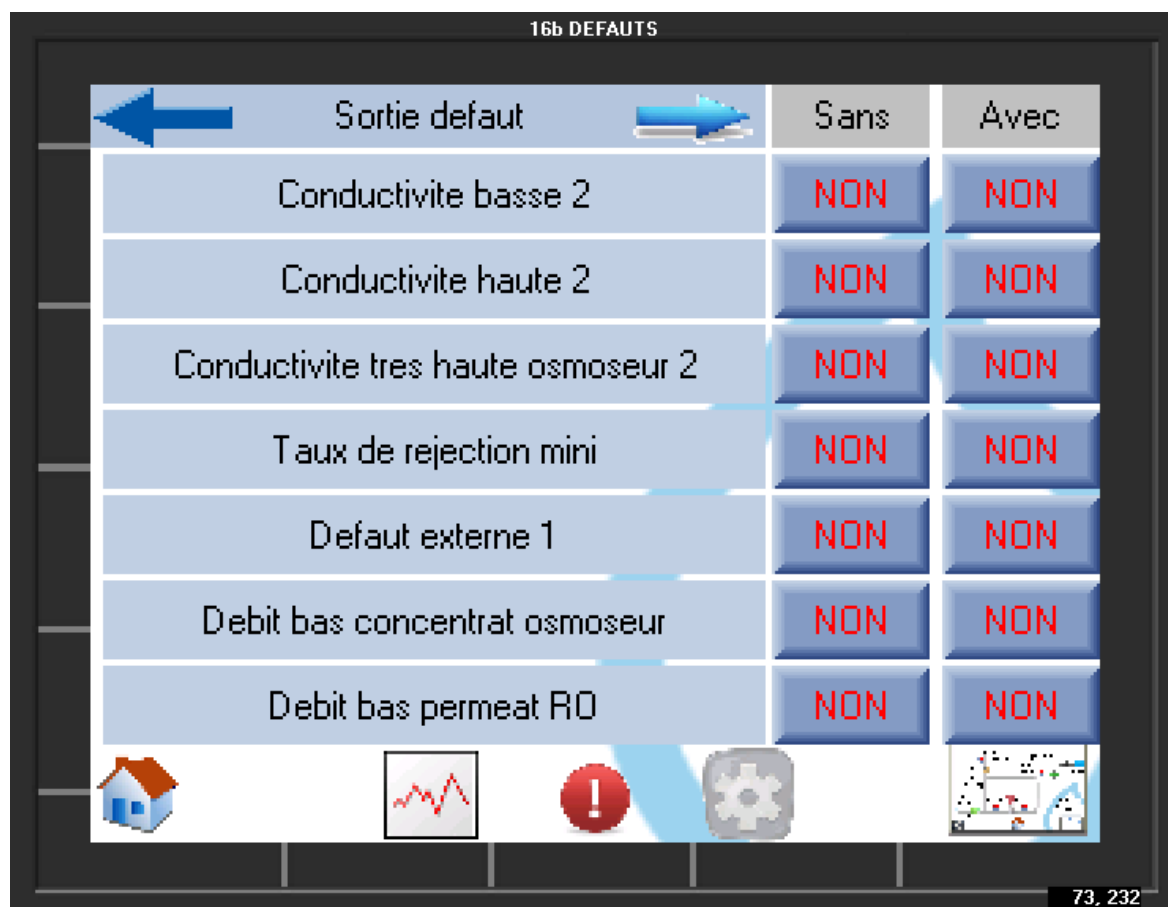 16b DEFAUTS
Sortie defaut Sans Avec
Conductivite basse 2 NON NON
Conductivite haute 2 NON NON
Conductivite tres haute osmoseur 2 NON NON
Taux de rejection mini NON NON
Defaut externe 1 NON NON
Debit bas concentrat osmoseur NON NON
Debit bas permeat RO NON NON
73, 232